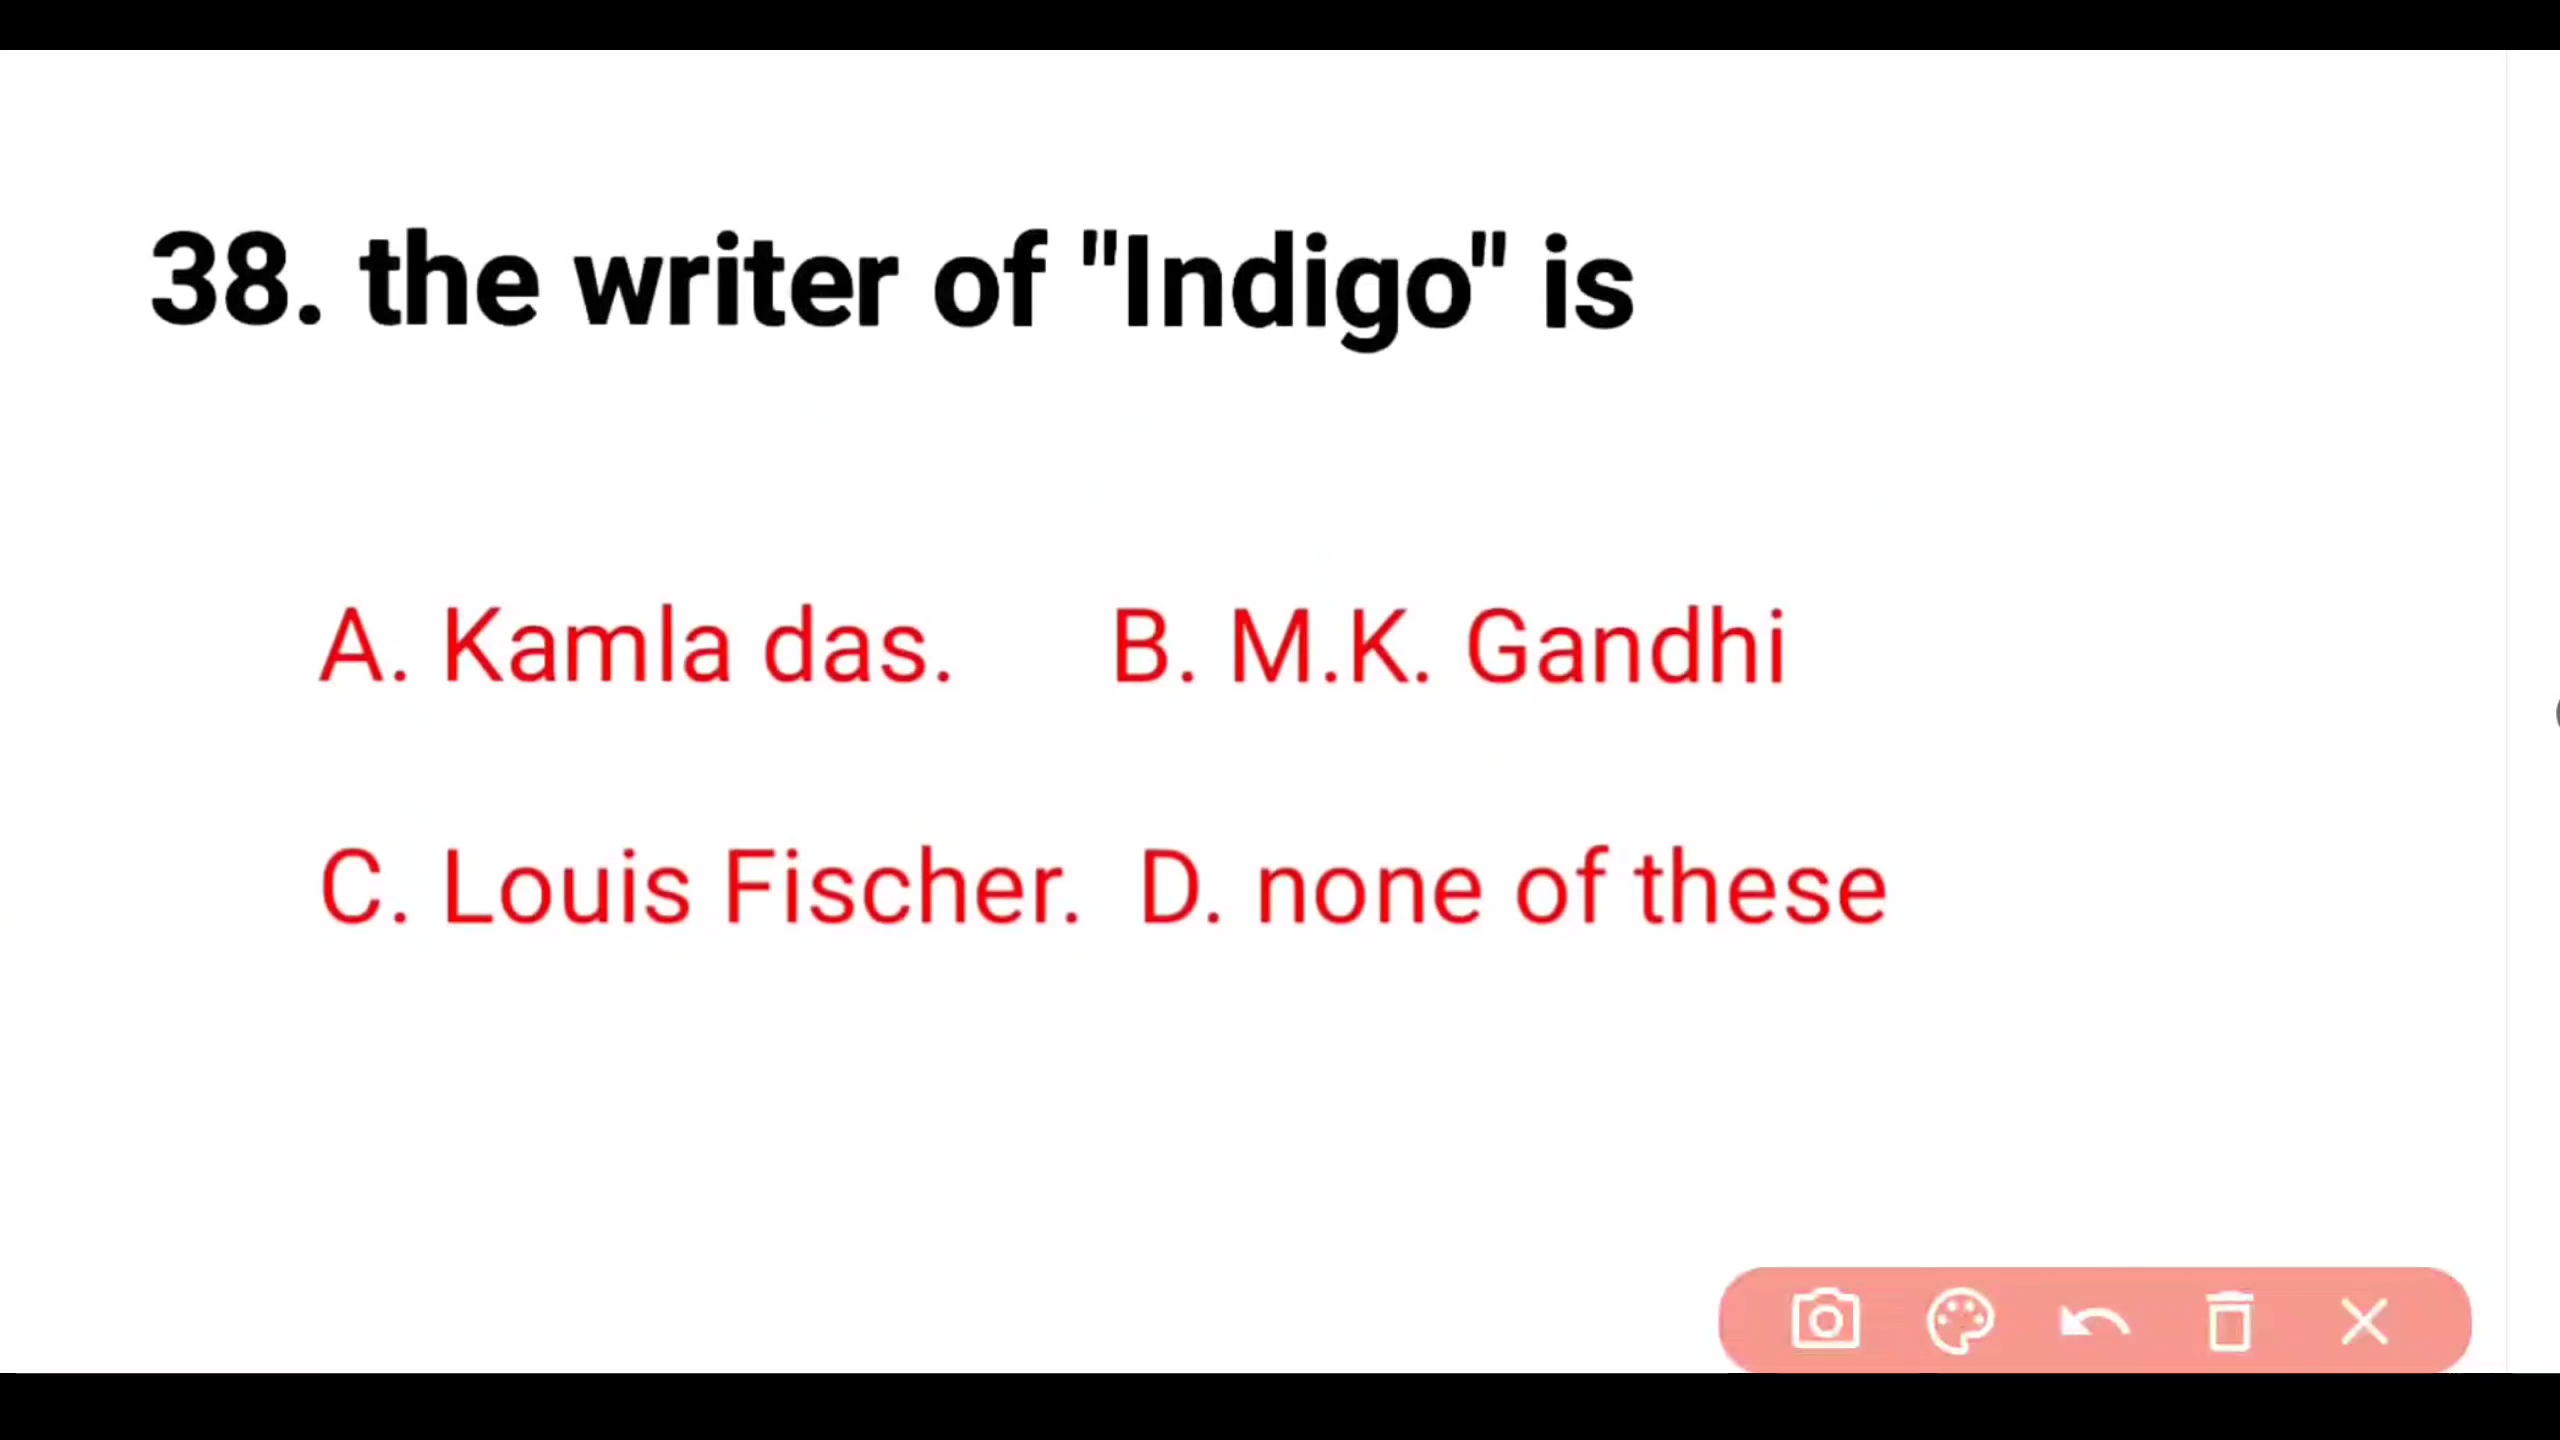 38. the writer of "Indigo" is
A. Kamla das. B. M.K. Gandhi
C. Louis Fischer. D. none of these